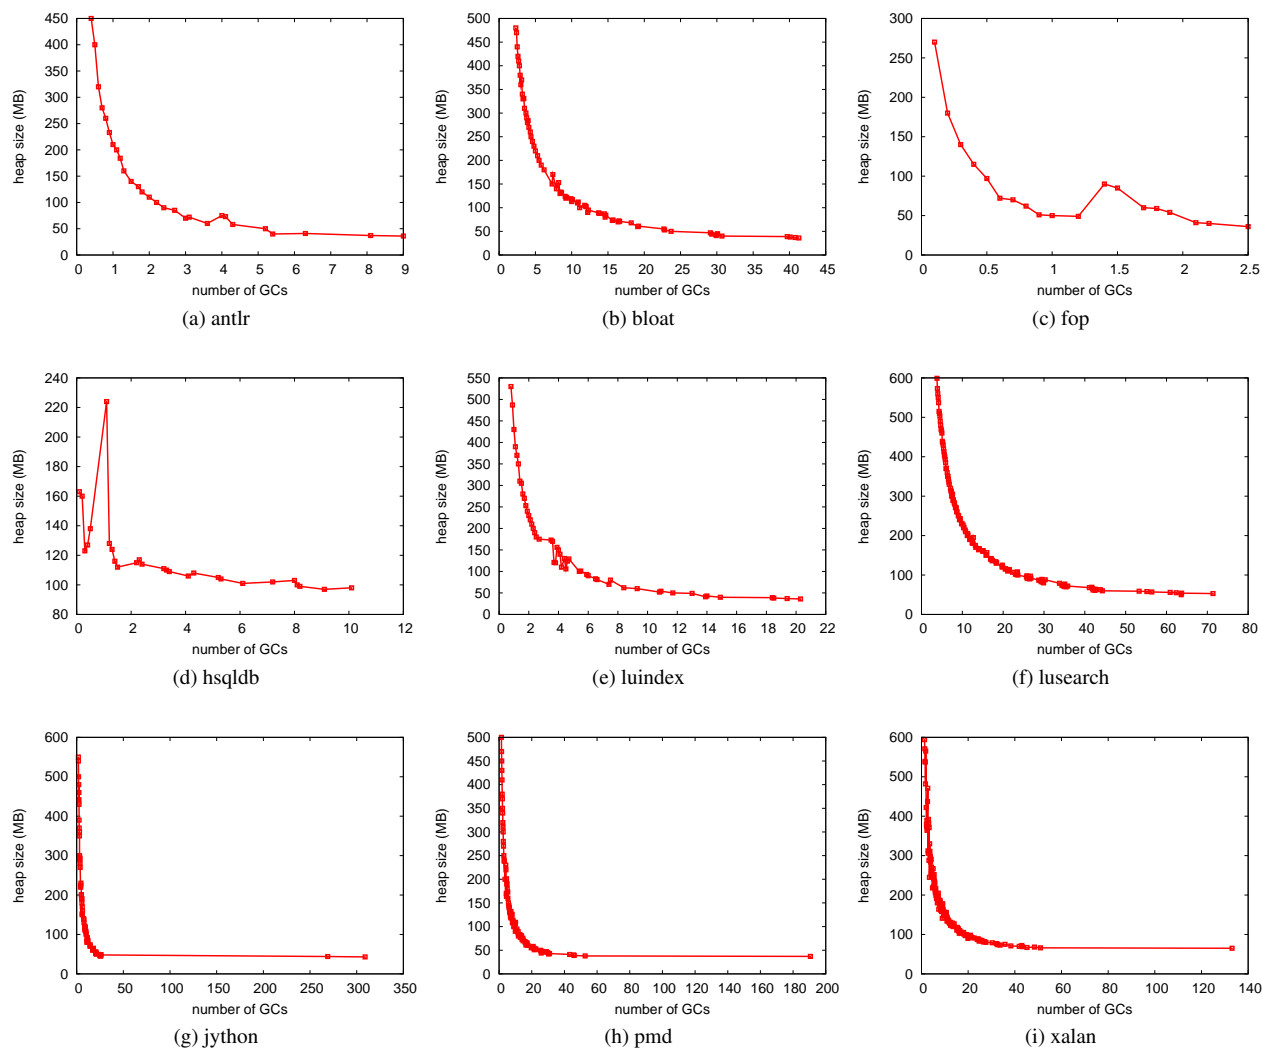 450
400
350
300
250
200
150
100
50
0
heap size (MB)
0 1 2 3 4 5 6 7 8 9
number of GCs
(a) antlr
500
450
400
350
300
250
200
150
100
50
0
heap size (MB)
0 5 10 15 20 25 30 35 40 45
number of GCs
(b) bloat
300
250
200
150
100
50
0
heap size (MB)
0 0.5 1 1.5 2 2.5
number of GCs
(c) fop
240
220
200
180
160
140
120
100
80
heap size (MB)
0 2 4 6 8 10 12
number of GCs
(d) hsqldb
550
500
450
400
350
300
250
200
150
100
50
0
heap size (MB)
0 2 4 6 8 10 12 14 16 18 20 22
number of GCs
(e) luindex
600
500
400
300
200
100
0
heap size (MB)
0 10 20 30 40 50 60 70 80
number of GCs
(f) lusearch
600
500
400
300
200
100
0
heap size (MB)
0 50 100 150 200 250 300 350
number of GCs
(g) jython
500
450
400
350
300
250
200
150
100
50
0
heap size (MB)
0 20 40 60 80 100 120 140 160 180 200
number of GCs
(h) pmd
600
500
400
300
200
100
0
heap size (MB)
0 20 40 60 80 100 120 140
number of GCs
(i) xalan